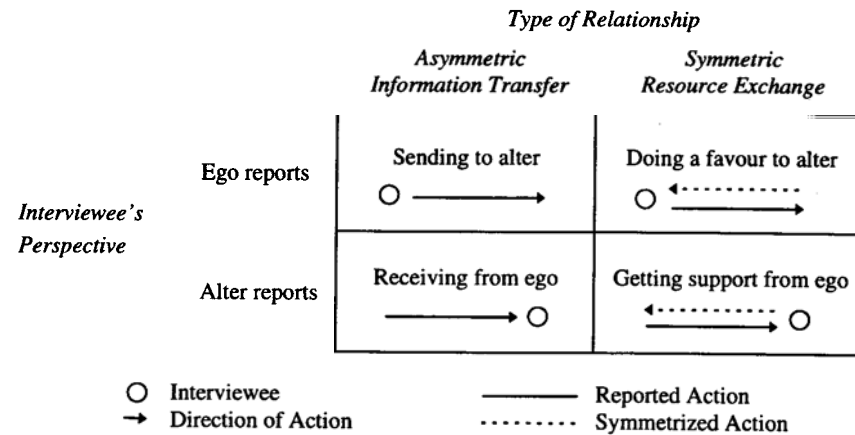 Type of Relationship
Asymmetric
Information Transfer
Symmetric
Resource Exchange
Interviewee's
Perspective
Ego reports
Sending to alter
Doing a favour to alter
Alter reports
Receiving from ego
Getting support from ego
Interviewee
Direction of Action
Reported Action
Symmetrized Action